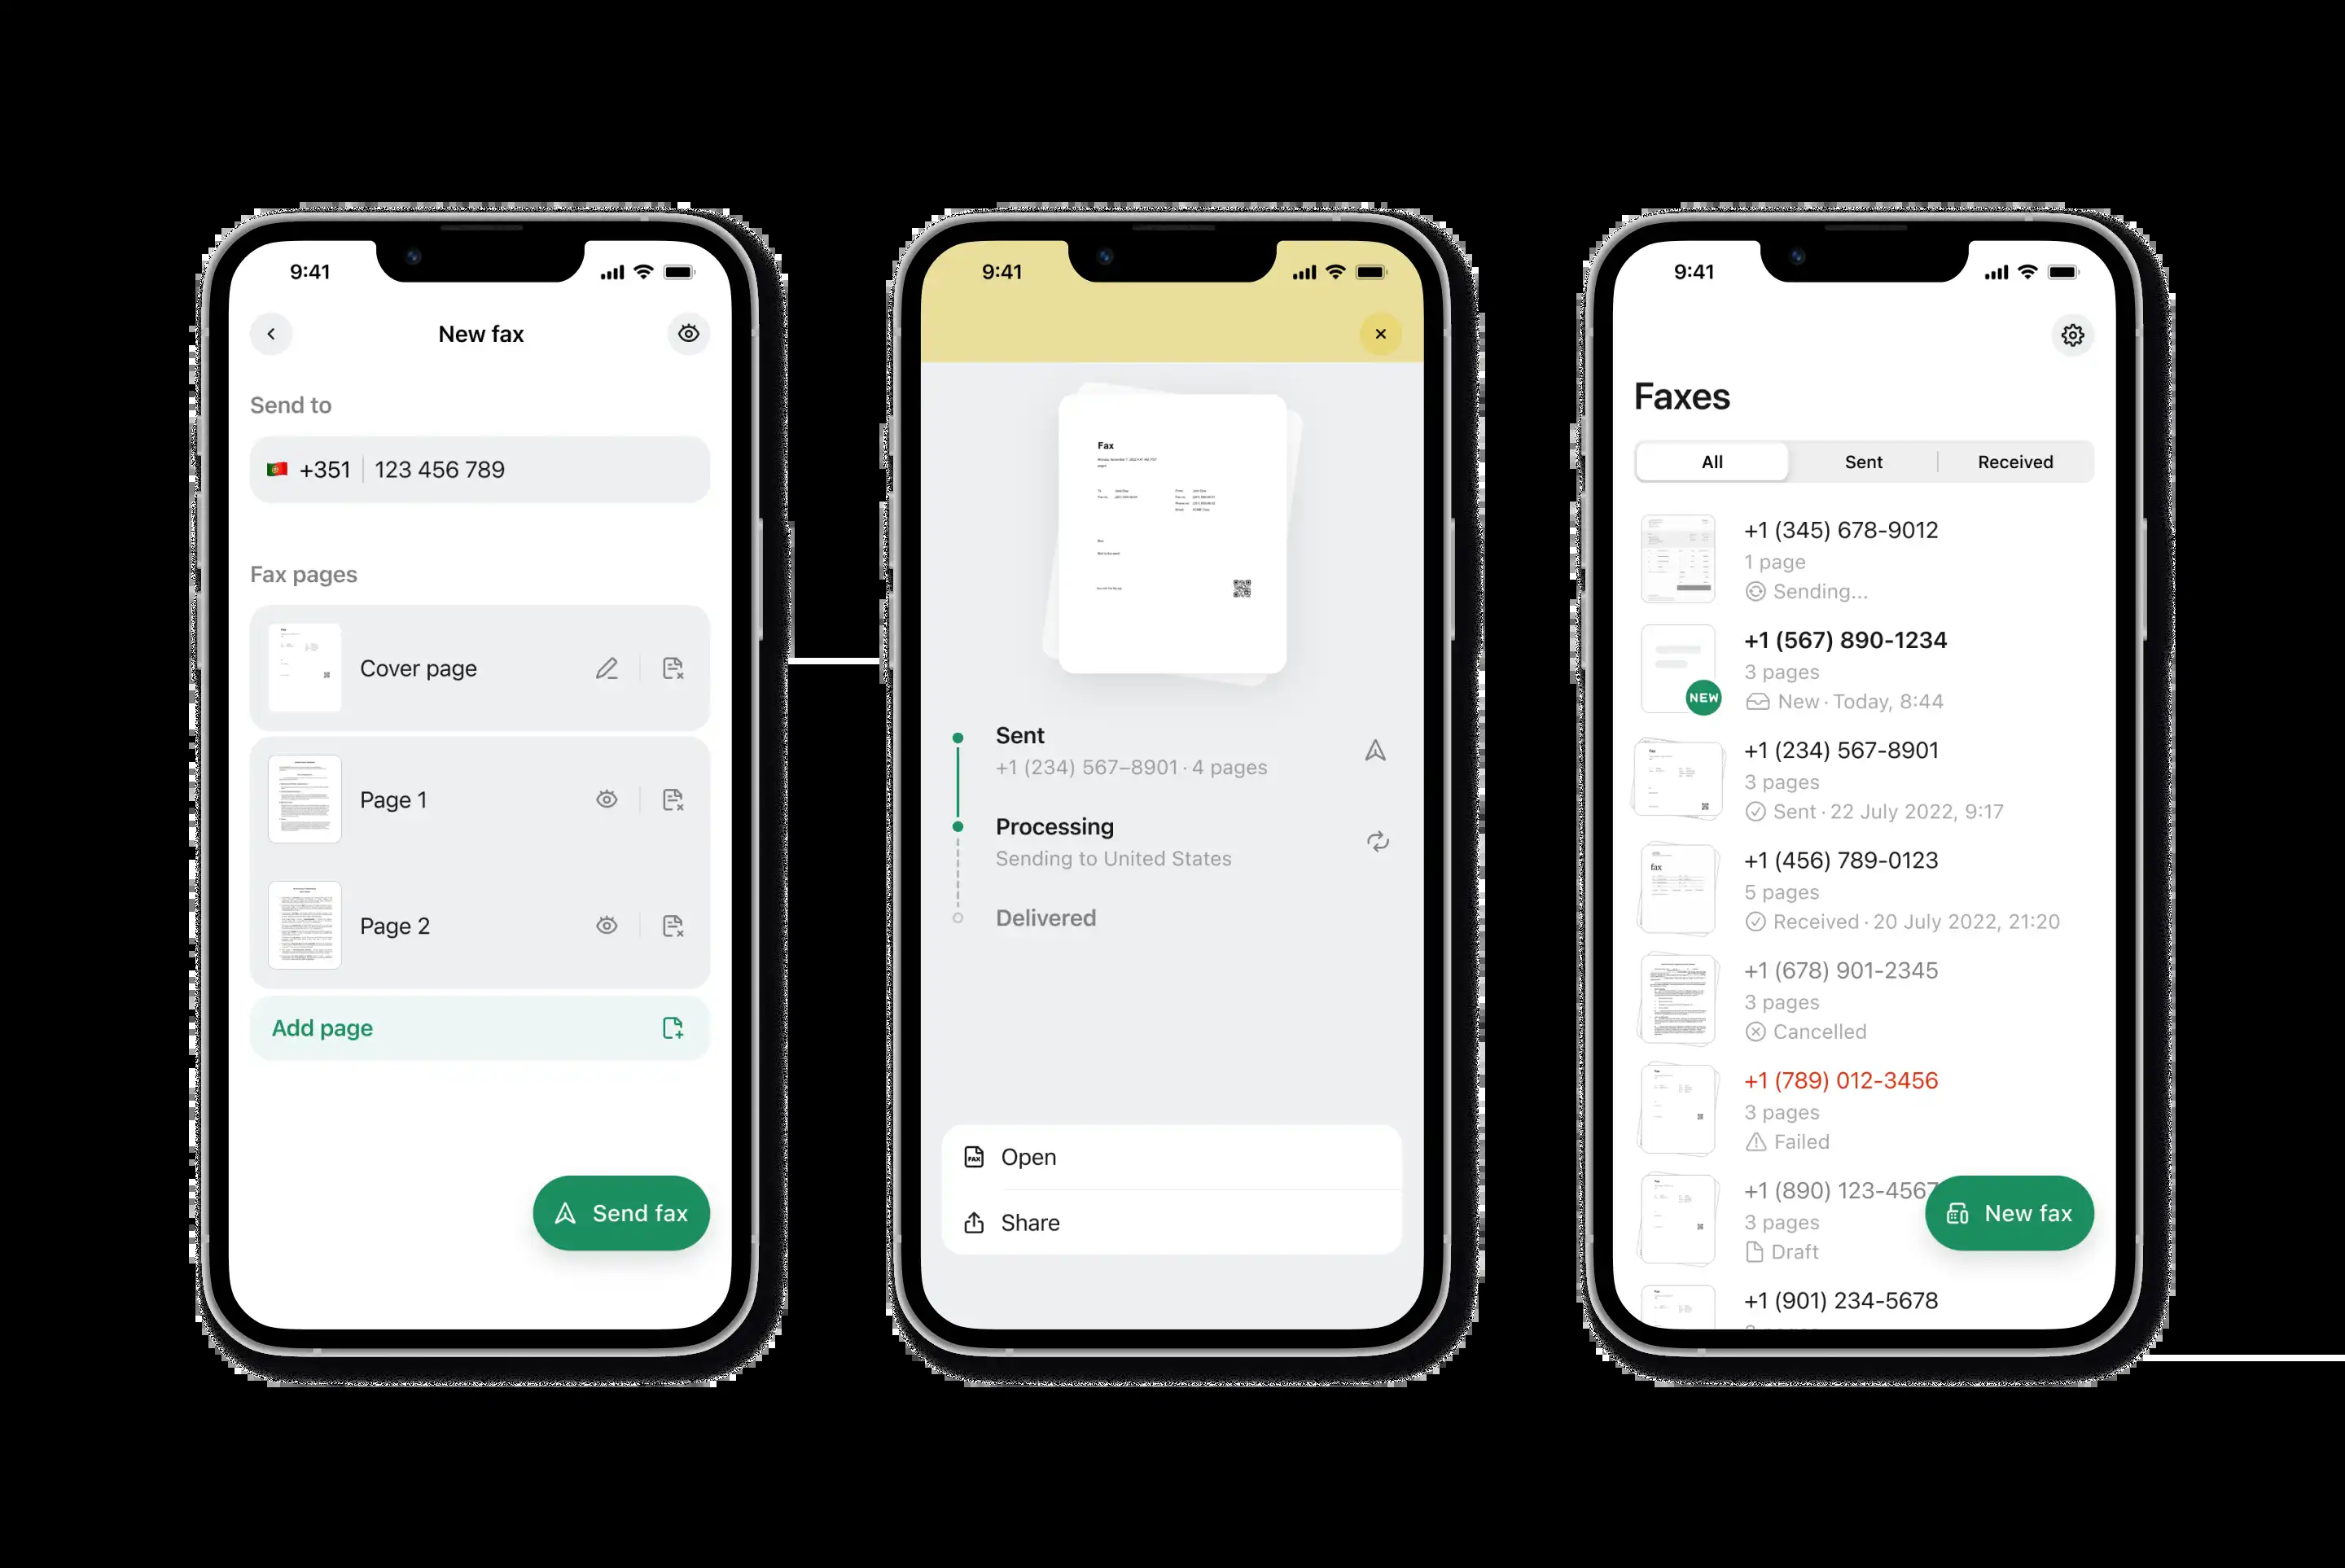 9:41
New fax
Send to
+351 123 456 789
Fax pages
Cover page
Page 1
Page 2
Add page
Send fax
9:41
Fax
Sent
+1 (234) 567–8901 · 4 pages
Processing
Sending to United States
Delivered
FAX Open
Share
9:41
Faxes
All Sent Received
+1 (345) 678-9012
1 page
Sending...
+1 (567) 890-1234
3 pages
NEW
New · Today, 8:44
+1 (234) 567-8901
3 pages
Sent · 22 July 2022, 9:17
+1 (456) 789-0123
fax
5 pages
Received · 20 July 2022, 21:20
+1 (678) 901-2345
3 pages
Cancelled
+1 (789) 012-3456
3 pages
Failed
+1 (890) 123-4567
3 pages
Draft
New fax
+1 (901) 234-5678